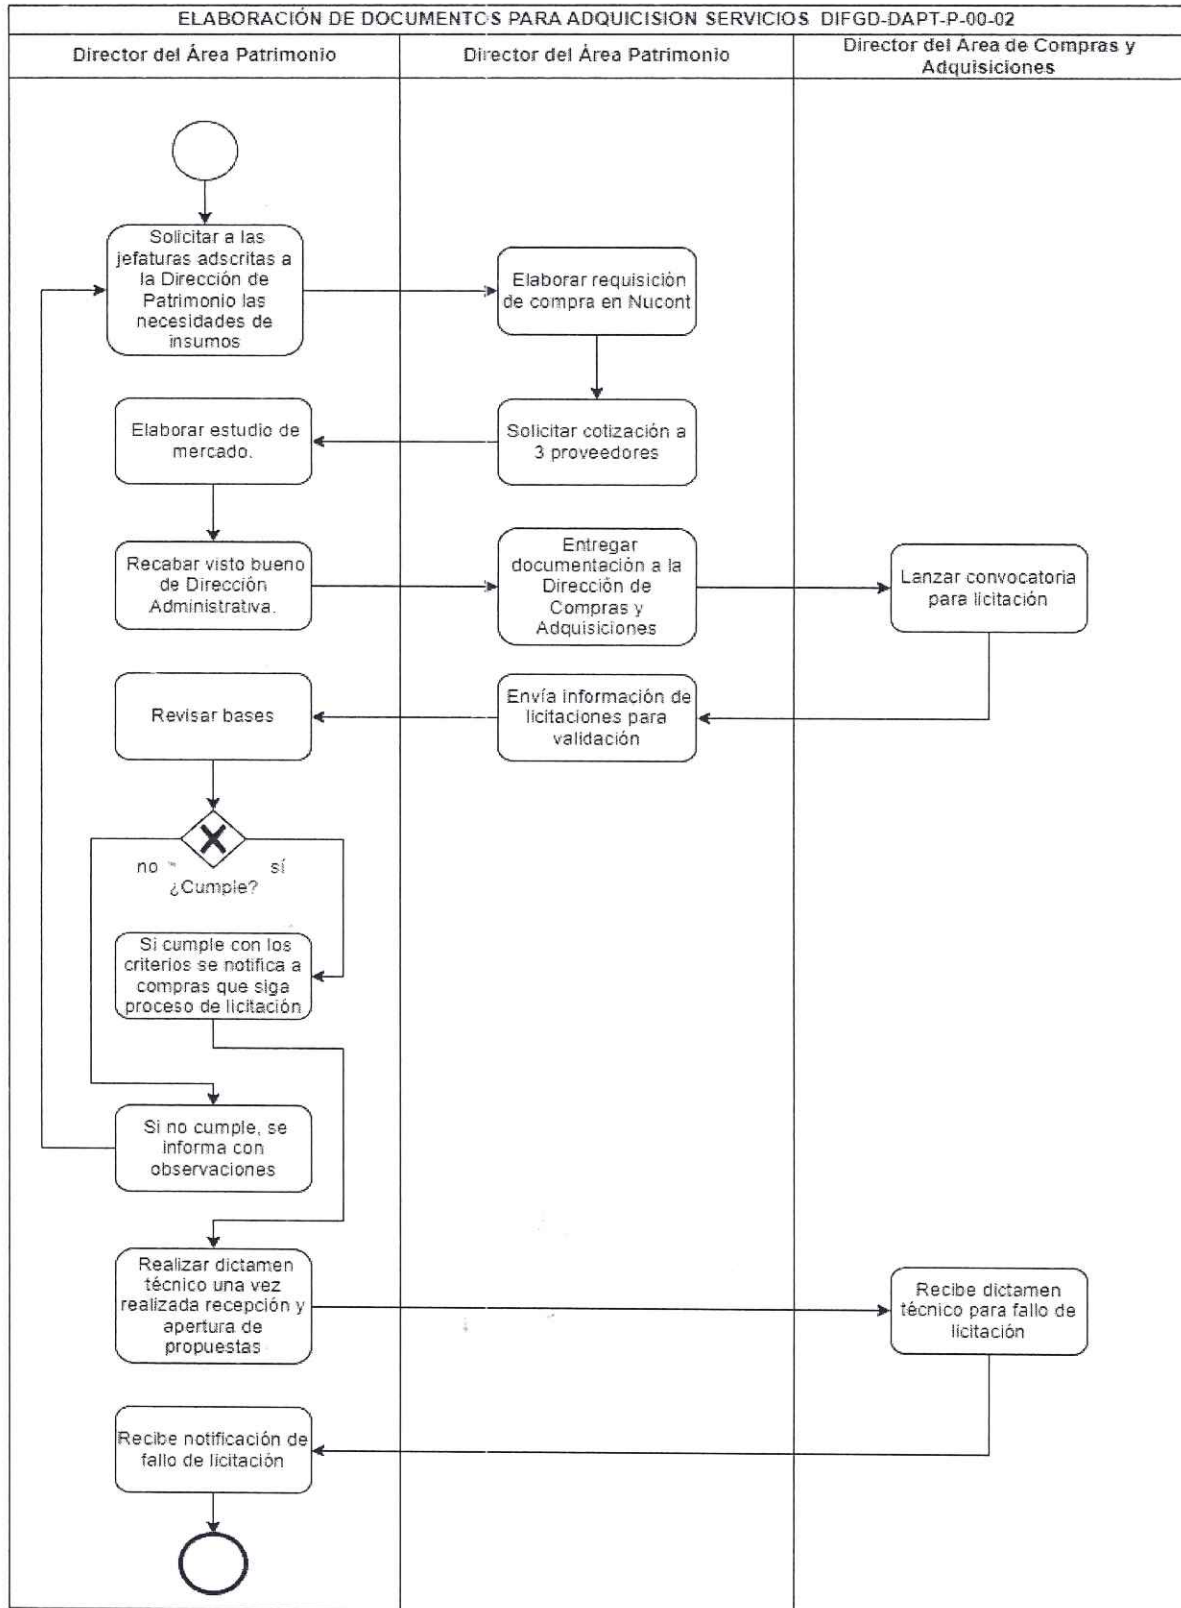 ELABORACIÓN DE DOCUMENTOS PARA ADQUICISION SERVICIOS DIFGD-DAPT-P-00-02
Director del Área Patrimonio
Director del Área Patrimonio
Director del Área de Compras y
Adquisiciones
Solicitar a las
jefaturas adscritas a
la Dirección de
Patrimonio las
necesidades de
insumos
Elaborar requisición
de compra en Nucont
Elaborar estudio de
mercado.
Solicitar cotización a
3 proveedores
Recabar visto bueno
de Dirección
Administrativa.
Entregar
documentación a la
Dirección de
Compras y
Adquisiciones
Lanzar convocatoria
para licitación
Revisar bases
Envía información de
licitaciones para
validación
no
sí
¿Cumple?
Si cumple con los
criterios se notifica a
compras que siga
proceso de licitación
Si no cumple, se
informa con
observaciones
Realizar dictamen
técnico una vez
realizada recepción y
apertura de
propuestas
Recibe dictamen
técnico para fallo de
licitación
Recibe notificación de
fallo de licitación